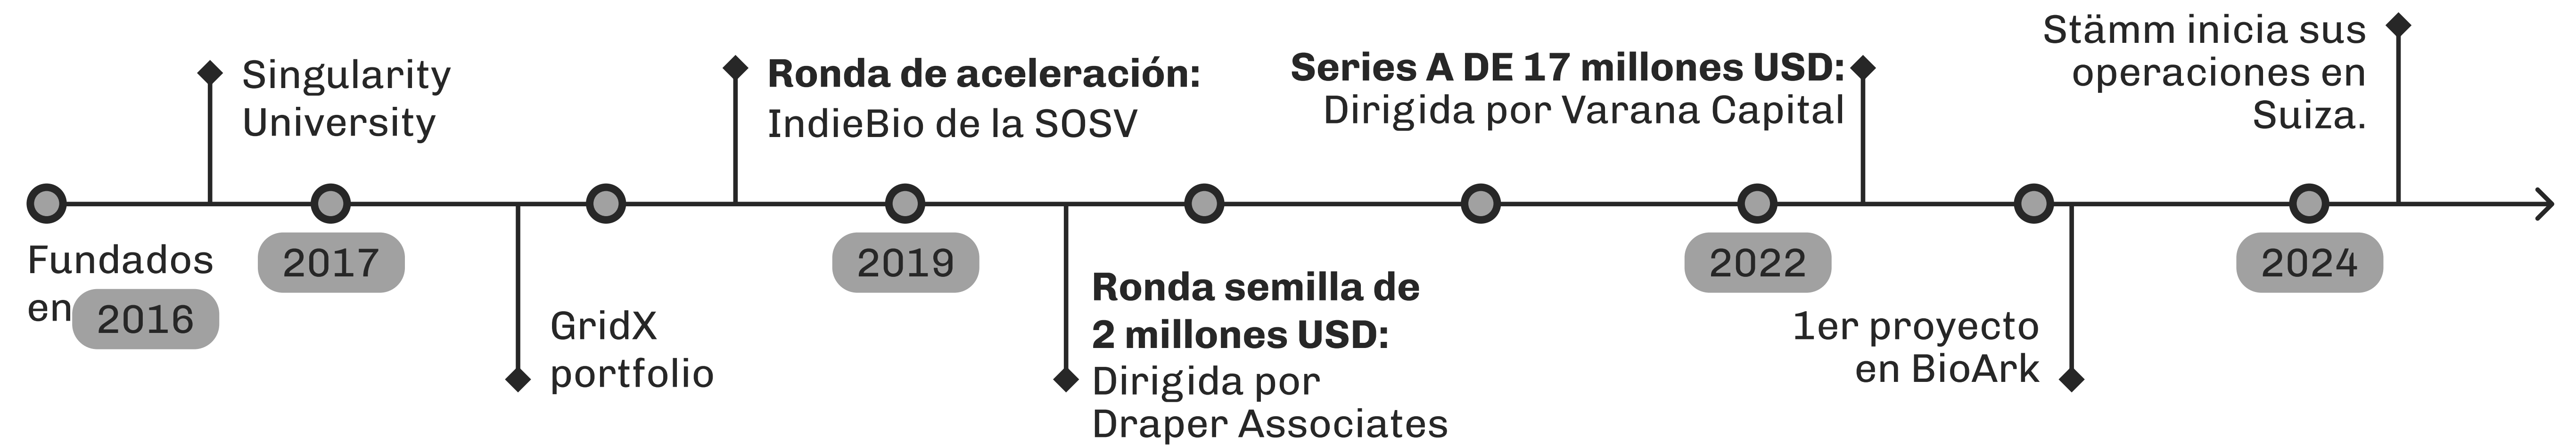 Fundados
en 2016
Singularity
University
2017
GridX
portfolio
Ronda de aceleración:
IndieBio de la SOSV
2019
Ronda semilla de
2 millones USD:
Dirigida por
Draper Associates
Series A DE 17 millones USD:
Dirigida por Varana Capital
2022
1er proyecto
en BioArk
2024
Stämm inicia sus
operaciones en
Suiza.